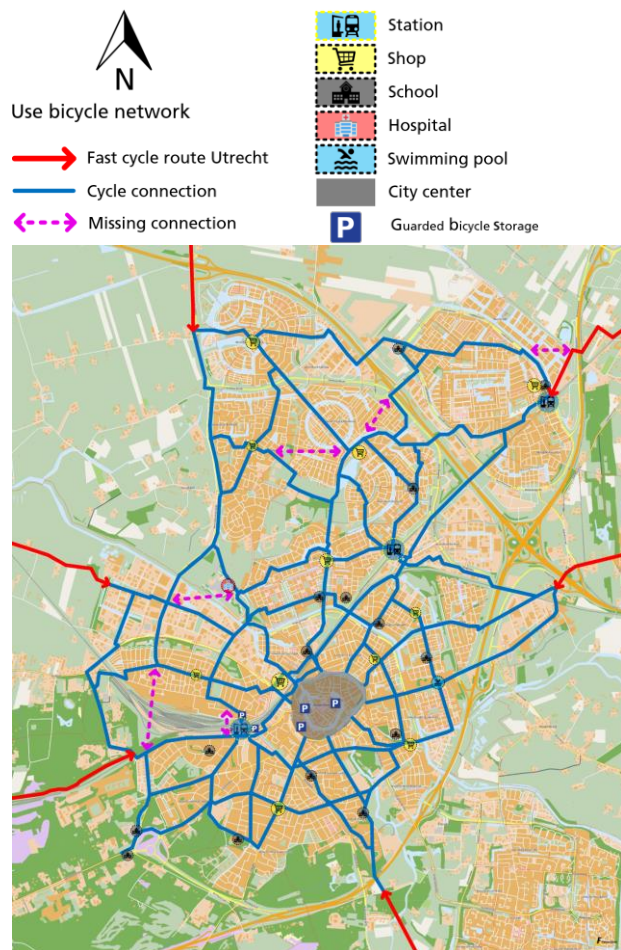 N
Use bicycle network
Fast cycle route Utrecht
Cycle connection
Missing connection
Station
Shop
School
Hospital
Swimming pool
City center
P Guarded bicycle Storage
P
P
P
P
P